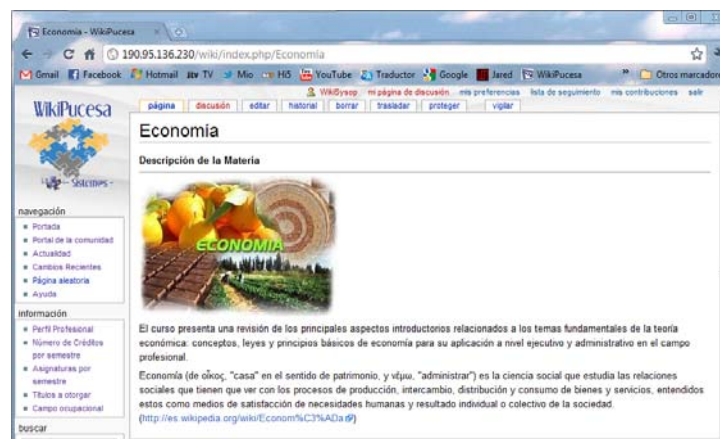 Economía - WikiPucesa
190.95.136.230/wiki/index.php/Economía
Gmail Facebook Hotmail TV Mio Hi5 YouTube Traductor Google Jared WikiPucesa » Otros marcadore
WikiSysop mi página de discusión mis preferencias lista de seguimiento mis contribuciones salir
página discusión editar historial borrar trasladar proteger vigilar
WikiPucesa
Sistemas
Economía
Descripción de la Materia
ECONOMIA
navegación
Portada
Portal de la comunidad
Actualidad
Cambios Recientes
Página aleatoria
Ayuda
información
Perfil Profesional
Número de Créditos
por semestre
Asignaturas por
semestre
Títulos a otorgar
Campo ocupacional
buscar
El curso presenta una revisión de los principales aspectos introductorios relacionados a los temas fundamentales de la teoría
económica: conceptos, leyes y principios básicos de economía para su aplicación a nivel ejecutivo y administrativo en el campo
profesional.
Economía (de οἶκος, "casa" en el sentido de patrimonio, y νέμω, "administrar") es la ciencia social que estudia las relaciones
sociales que tienen que ver con los procesos de producción, intercambio, distribución y consumo de bienes y servicios, entendidos
estos como medios de satisfacción de necesidades humanas y resultado individual o colectivo de la sociedad.
(http://es.wikipedia.org/wiki/Econom%C3%ADa)